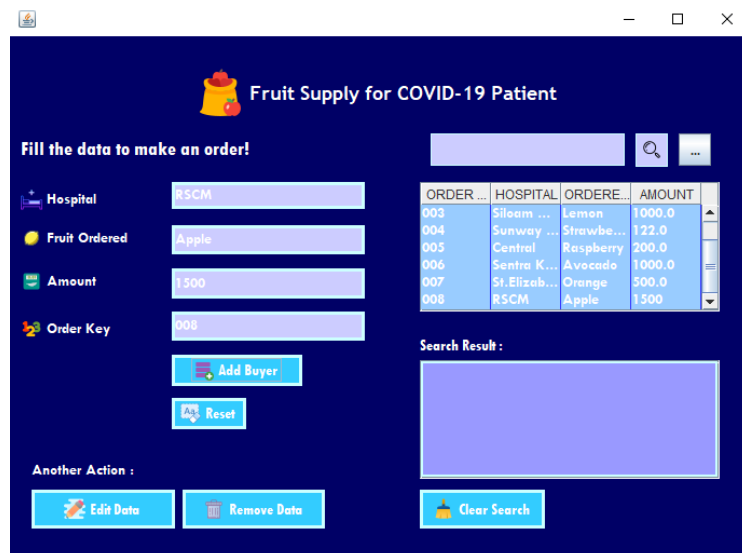 Fruit Supply for COVID-19 Patient
Fill the data to make an order!
...
Hospital RSCM
Fruit Ordered Apple
Amount 1500
Order Key 008
Add Buyer
Reset
ORDER ... HOSPITAL ORDERE... AMOUNT
003 Siloam ... Lemon 1000.0
004 Sunway ... Strawbe... 122.0
005 Central Raspberry 200.0
006 Sentra K... Avocado 1000.0
007 St.Elizab... Orange 500.0
008 RSCM Apple 1500
Search Result :
Another Action :
Edit Data
Remove Data
Clear Search